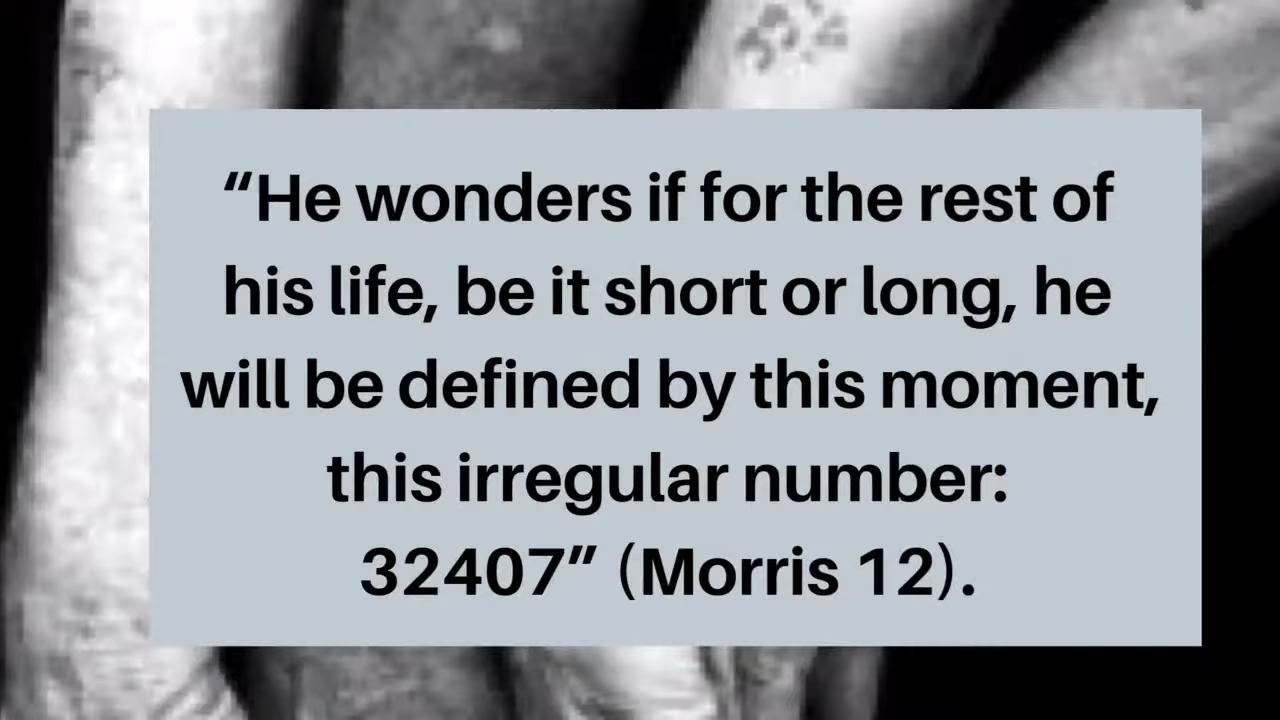 “He wonders if for the rest of
his life, be it short or long, he
will be defined by this moment,
this irregular number:
32407” (Morris 12).